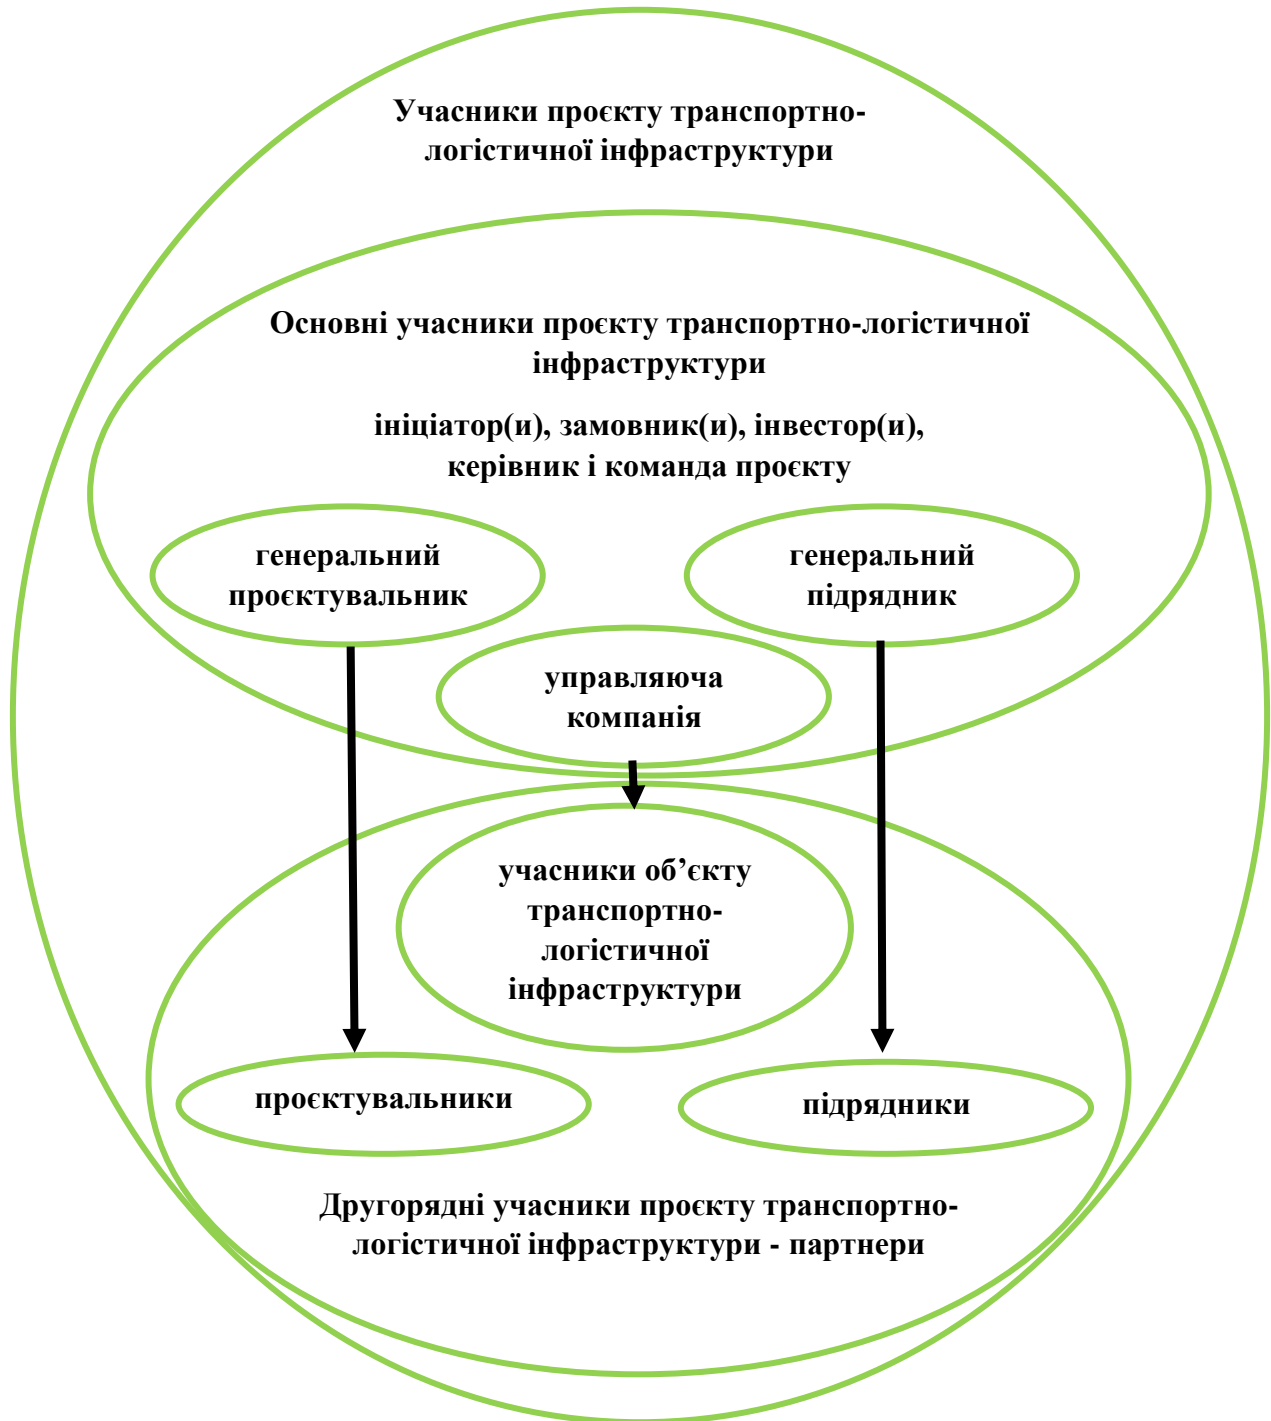 Учасники проєкту транспортно-
логістичної інфраструктури
Основні учасники проєкту транспортно-логістичної
інфраструктури
ініціатор(и), замовник(и), інвестор(и),
керівник і команда проєкту
генеральний
проєктувальник
генеральний
підрядник
управляюча
компанія
учасники об’єкту
транспортно-
логістичної
інфраструктури
проєктувальники
підрядники
Другорядні учасники проєкту транспортно-
логістичної інфраструктури - партнери